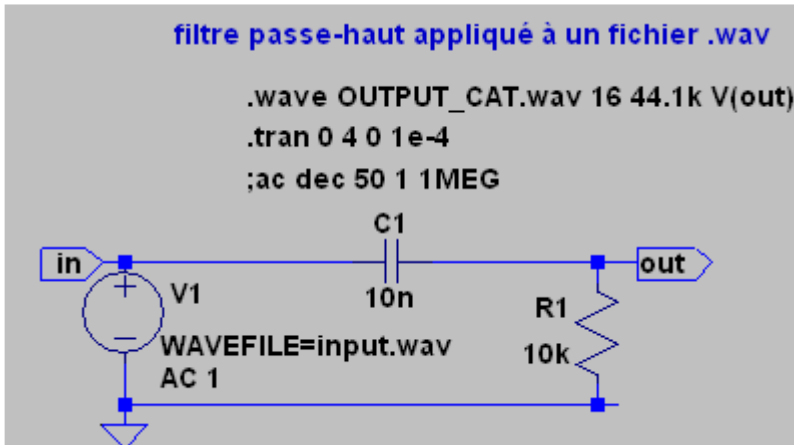 filtre passe-haut appliqué à un fichier .wav
.wave OUTPUT_CAT.wav 16 44.1k V(out)
.tran 0 4 0 1e-4
;ac dec 50 1 1MEG
C1
in
out
V1
10n
R1
WAVEFILE=input.wav
10k
AC 1